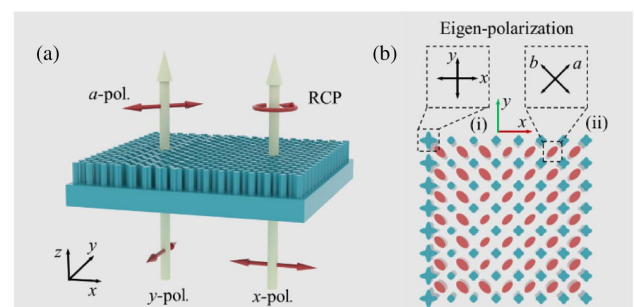 (a)
a-pol.
RCP
z
y
x
y-pol.
x-pol.
(b)
Eigen-polarization
y
x
b
a
y
x
(i)
(ii)